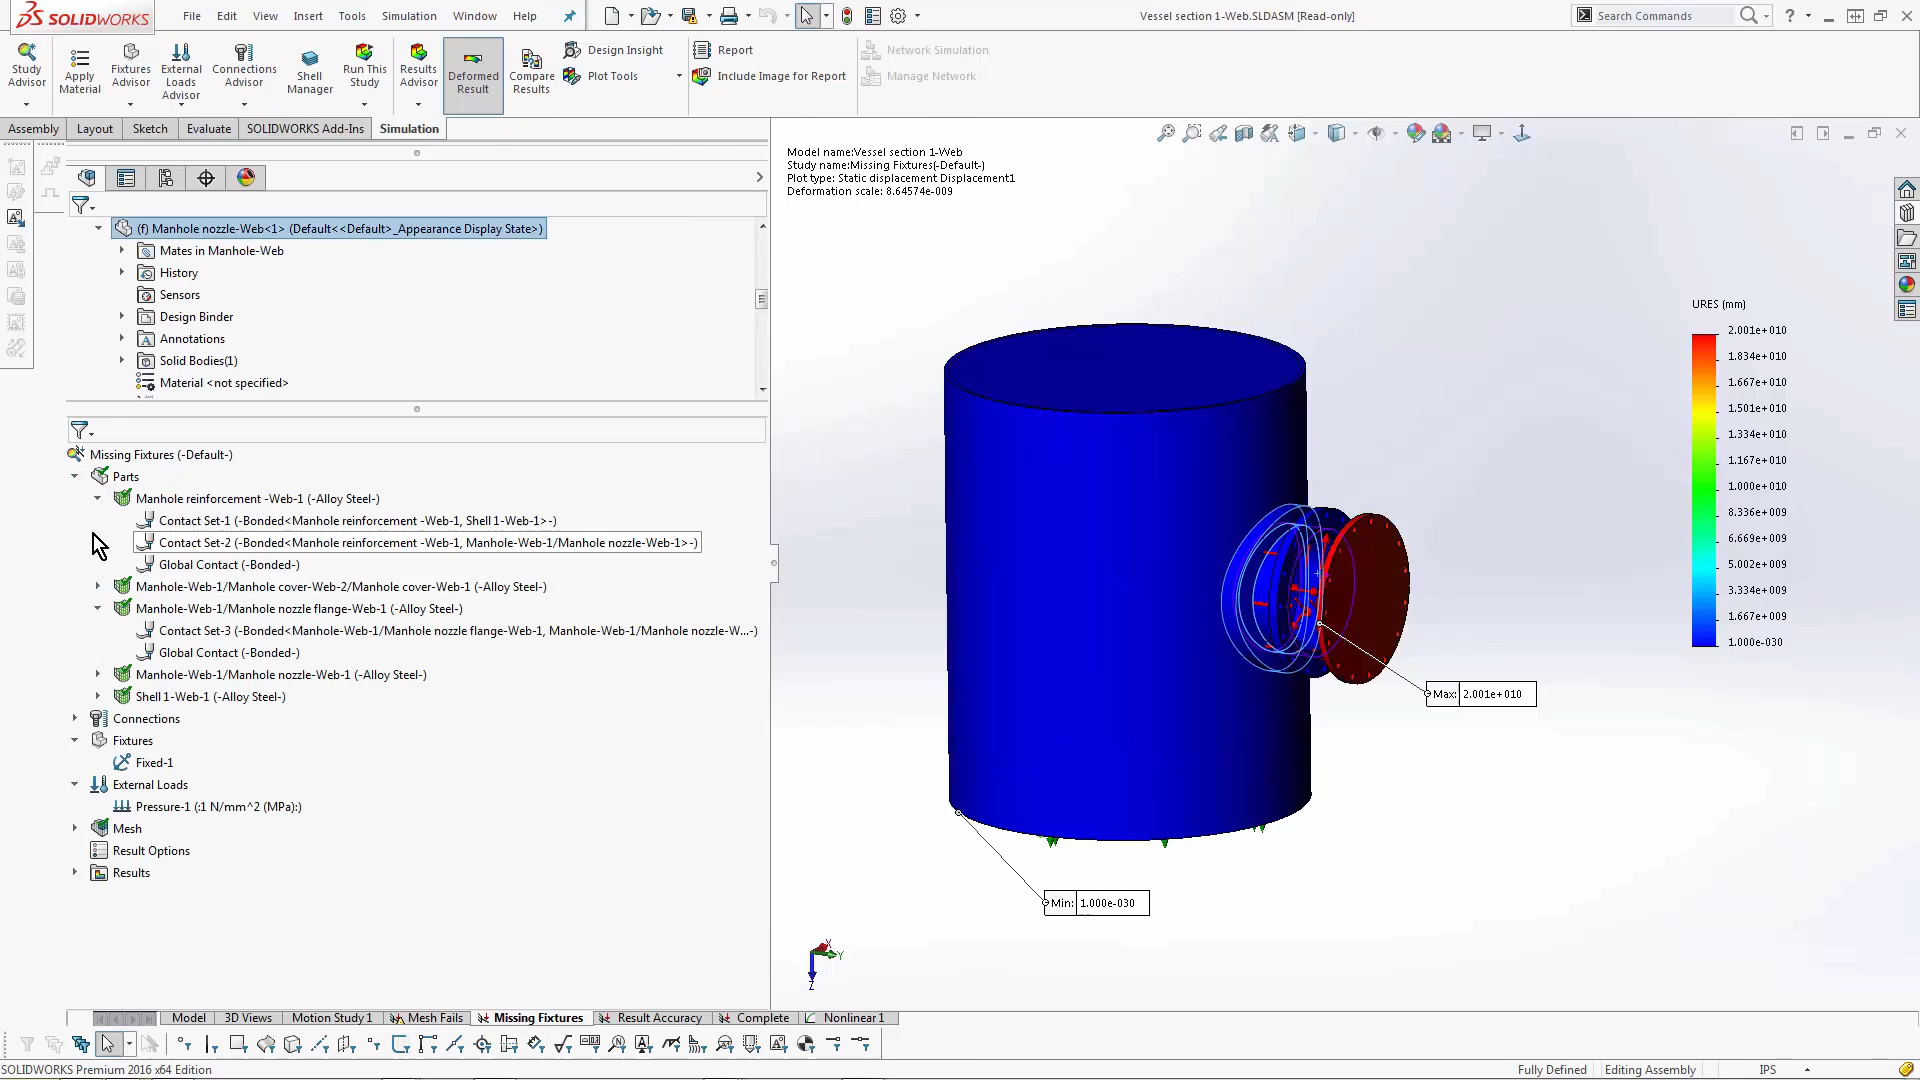 SOLIDWORKS
File Edit View Insert Tools Simulation Window Help
Vessel section 1-Web.SLDASM [Read-only]
Search Commands
Study Advisor
Apply Material
Fixtures Advisor
External Loads Advisor
Connections Advisor
Shell Manager
Run This Study
Results Advisor
Deformed Result
Compare Results
Design Insight
Plot Tools
Report
Include Image for Report
Network Simulation
Manage Network
Assembly Layout Sketch Evaluate SOLIDWORKS Add-Ins Simulation
(f) Manhole nozzle-Web<1> (Default<<Default>_Appearance Display State>)
Mates in Manhole-Web
History
Sensors
Design Binder
Annotations
Solid Bodies(1)
Material <not specified>
Missing Fixtures (-Default-)
Parts
Manhole reinforcement -Web-1 (-Alloy Steel-)
Contact Set-1 (-Bonded<Manhole reinforcement -Web-1, Shell 1-Web-1>-)
Contact Set-2 (-Bonded<Manhole reinforcement -Web-1, Manhole-Web-1/Manhole nozzle-Web-1>-)
Global Contact (-Bonded-)
Manhole-Web-1/Manhole cover-Web-2/Manhole cover-Web-1 (-Alloy Steel-)
Manhole-Web-1/Manhole nozzle flange-Web-1 (-Alloy Steel-)
Contact Set-3 (-Bonded<Manhole-Web-1/Manhole nozzle flange-Web-1, Manhole-Web-1/Manhole nozzle-W...-)
Global Contact (-Bonded-)
Manhole-Web-1/Manhole nozzle-Web-1 (-Alloy Steel-)
Shell 1-Web-1 (-Alloy Steel-)
Connections
Fixtures
Fixed-1
External Loads
Pressure-1 (:1 N/mm^2 (MPa):)
Mesh
Result Options
Results
Model name:Vessel section 1-Web
Study name:Missing Fixtures(-Default-)
Plot type: Static displacement Displacement1
Deformation scale: 8.64574e-009
URES (mm)
2.001e+010
1.834e+010
1.667e+010
1.501e+010
1.334e+010
1.167e+010
1.000e+010
8.338e+009
6.670e+009
5.002e+009
3.334e+009
1.667e+009
1.000e-030
Max: 2.001e+010
Min: 1.000e-030
X
Y
Z
Model 3D Views Motion Study 1 Mesh Fails Missing Fixtures Result Accuracy Complete Nonlinear 1
SOLIDWORKS Premium 2016 x64 Edition
Fully Defined Editing Assembly IPS